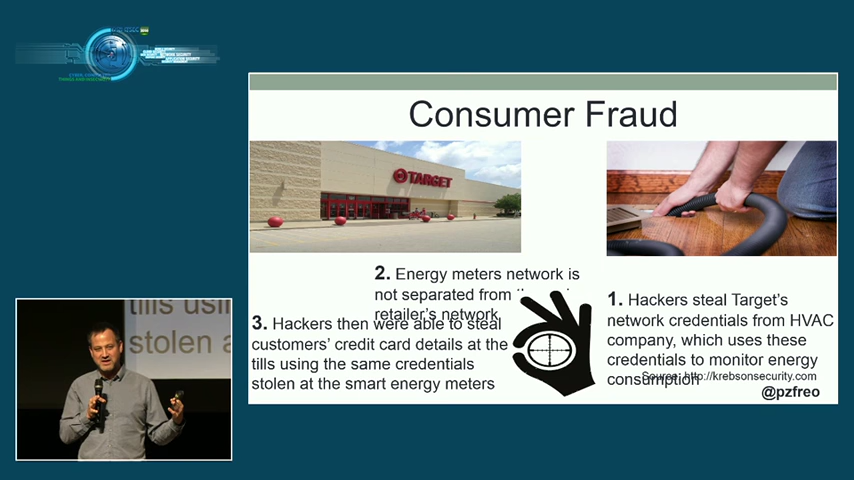 Consumer Fraud
TARGET
2. Energy meters network is
not separated from
retailer's network
3. Hackers then were able to steal
customers' credit card details at the
tills using the same credentials
stolen at the smart energy meters
1. Hackers steal Target's
network credentials from HVAC
company, which uses these
credentials to monitor energy
consumption
Source: http://krebsonsecurity.com
@pzfreo
tills usi
stolen a